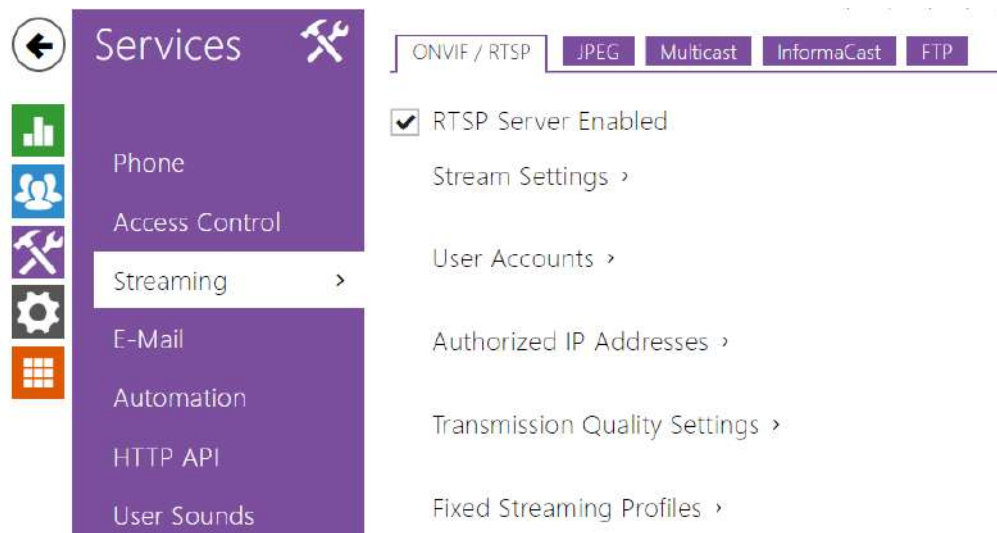 Services
Phone
Access Control
Streaming
E-Mail
Automation
HTTP API
User Sounds
ONVIF / RTSP JPEG Multicast InformaCast FTP
RTSP Server Enabled
Stream Settings ›
User Accounts ›
Authorized IP Addresses ›
Transmission Quality Settings ›
Fixed Streaming Profiles ›